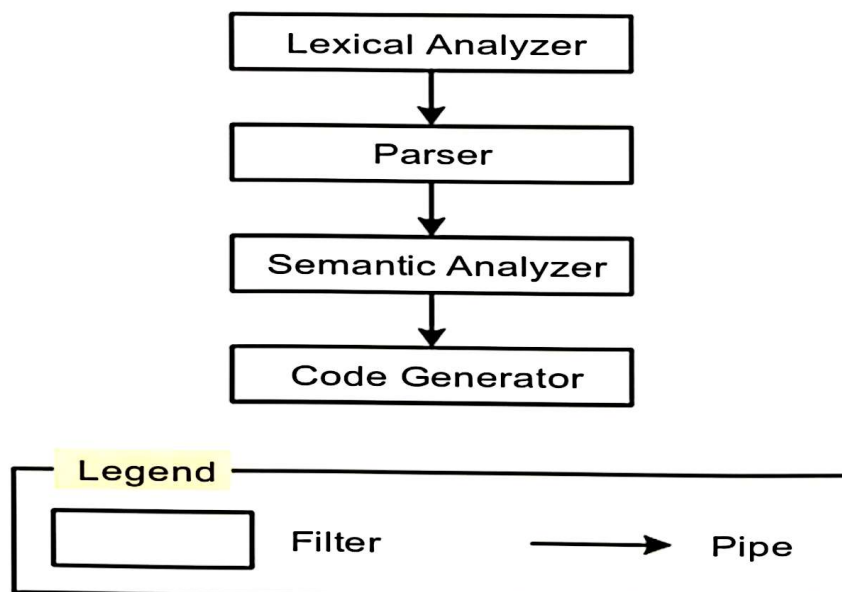 Lexical Analyzer
Parser
Semantic Analyzer
Code Generator
Legend
Filter Pipe